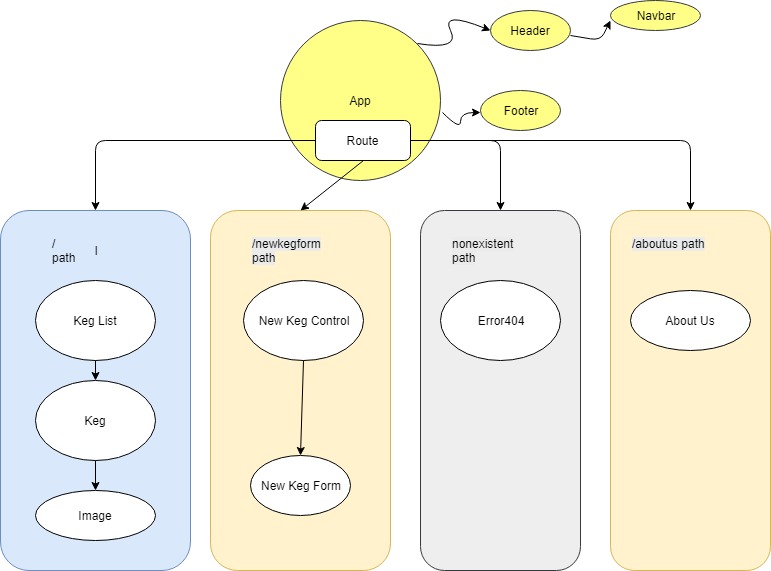 Navbar
Header
App
Footer
Route
/
path
l
/newkegform
path
nonexistent
path
/aboutus path
Keg List
New Keg Control
Error404
About Us
Keg
New Keg Form
Image